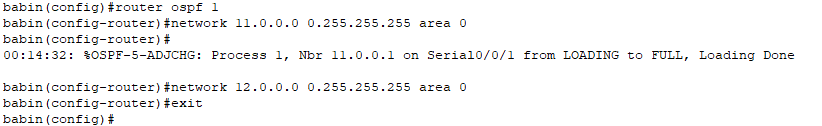 babin(config)#router ospf 1
babin(config-router)#network 11.0.0.0 0.255.255.255 area 0
babin(config-router)#
00:14:32: %OSPF-5-ADJCHG: Process 1, Nbr 11.0.0.1 on Serial0/0/1 from LOADING to FULL, Loading Done
babin(config-router)#network 12.0.0.0 0.255.255.255 area 0
babin(config-router)#exit
babin(config)#